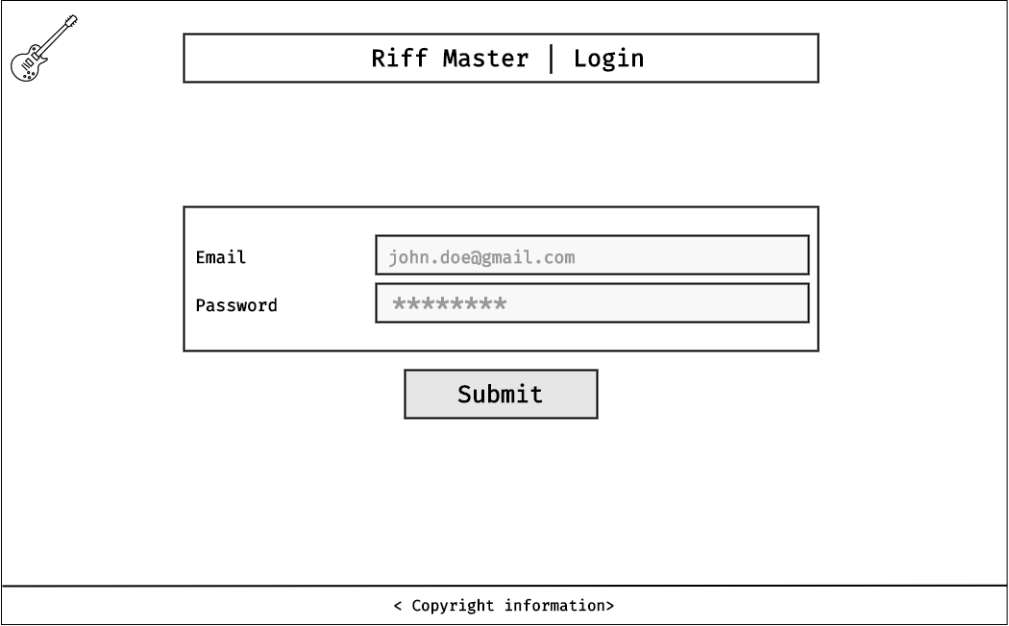 Riff Master | Login
Email
john.doe@gmail.com
Password
********
Submit
< Copyright information>